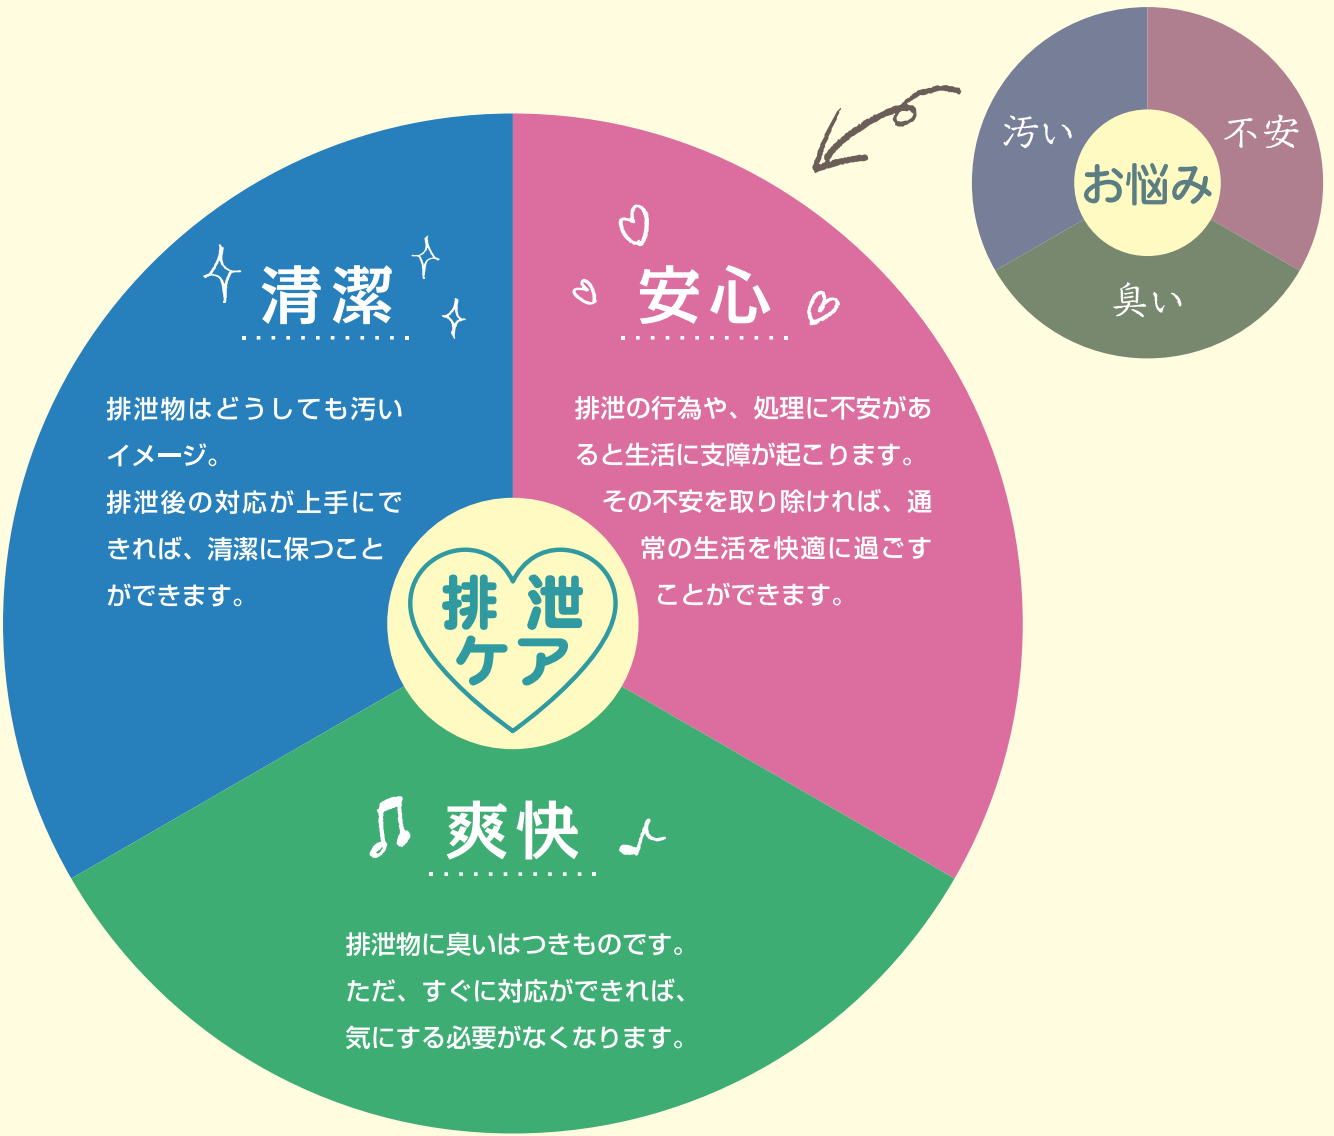 汚い
不安
お悩み
臭い
清潔
排泄物はどうしても汚い
イメージ。
排泄後の対応が上手にで
きれば、清潔に保つこと
ができます。
安心
排泄の行為や、処理に不安があ
ると生活に支障が起こります。
その不安を取り除ければ、通
常の生活を快適に過ごす
ことができます。
排泄
ケア
爽快
排泄物に臭いはつきものです。
ただ、すぐに対応ができれば、
気にする必要がなくなります。